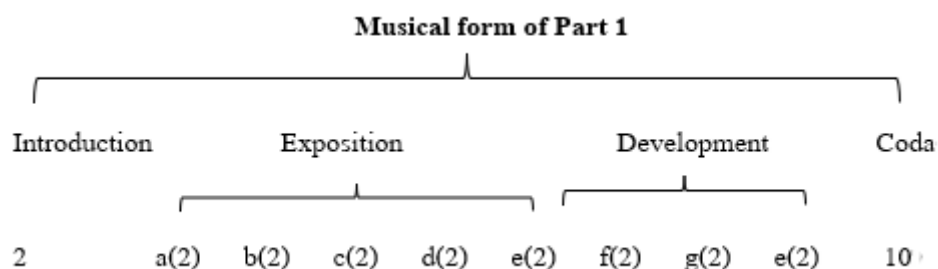 Musical form of Part 1
Introduction Exposition Development Coda
2 a(2) b(2) c(2) d(2) e(2) f(2) g(2) e(2) 10